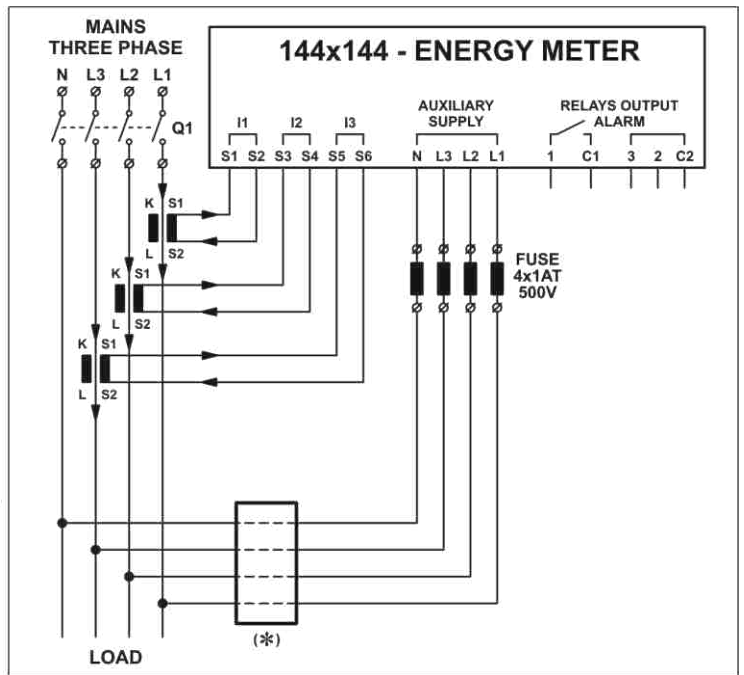 MAINS
THREE PHASE
N L3 L2 L1
Q1
144x144 - ENERGY METER
I1 I2 I3
S1 S2 S3 S4 S5 S6
AUXILIARY
SUPPLY
N L3 L2 L1
RELAYS OUTPUT
ALARM
1 C1 3 2 C2
K S1
L S2
K S1
L S2
K S1
L S2
FUSE
4x1AT
500V
(*)
LOAD